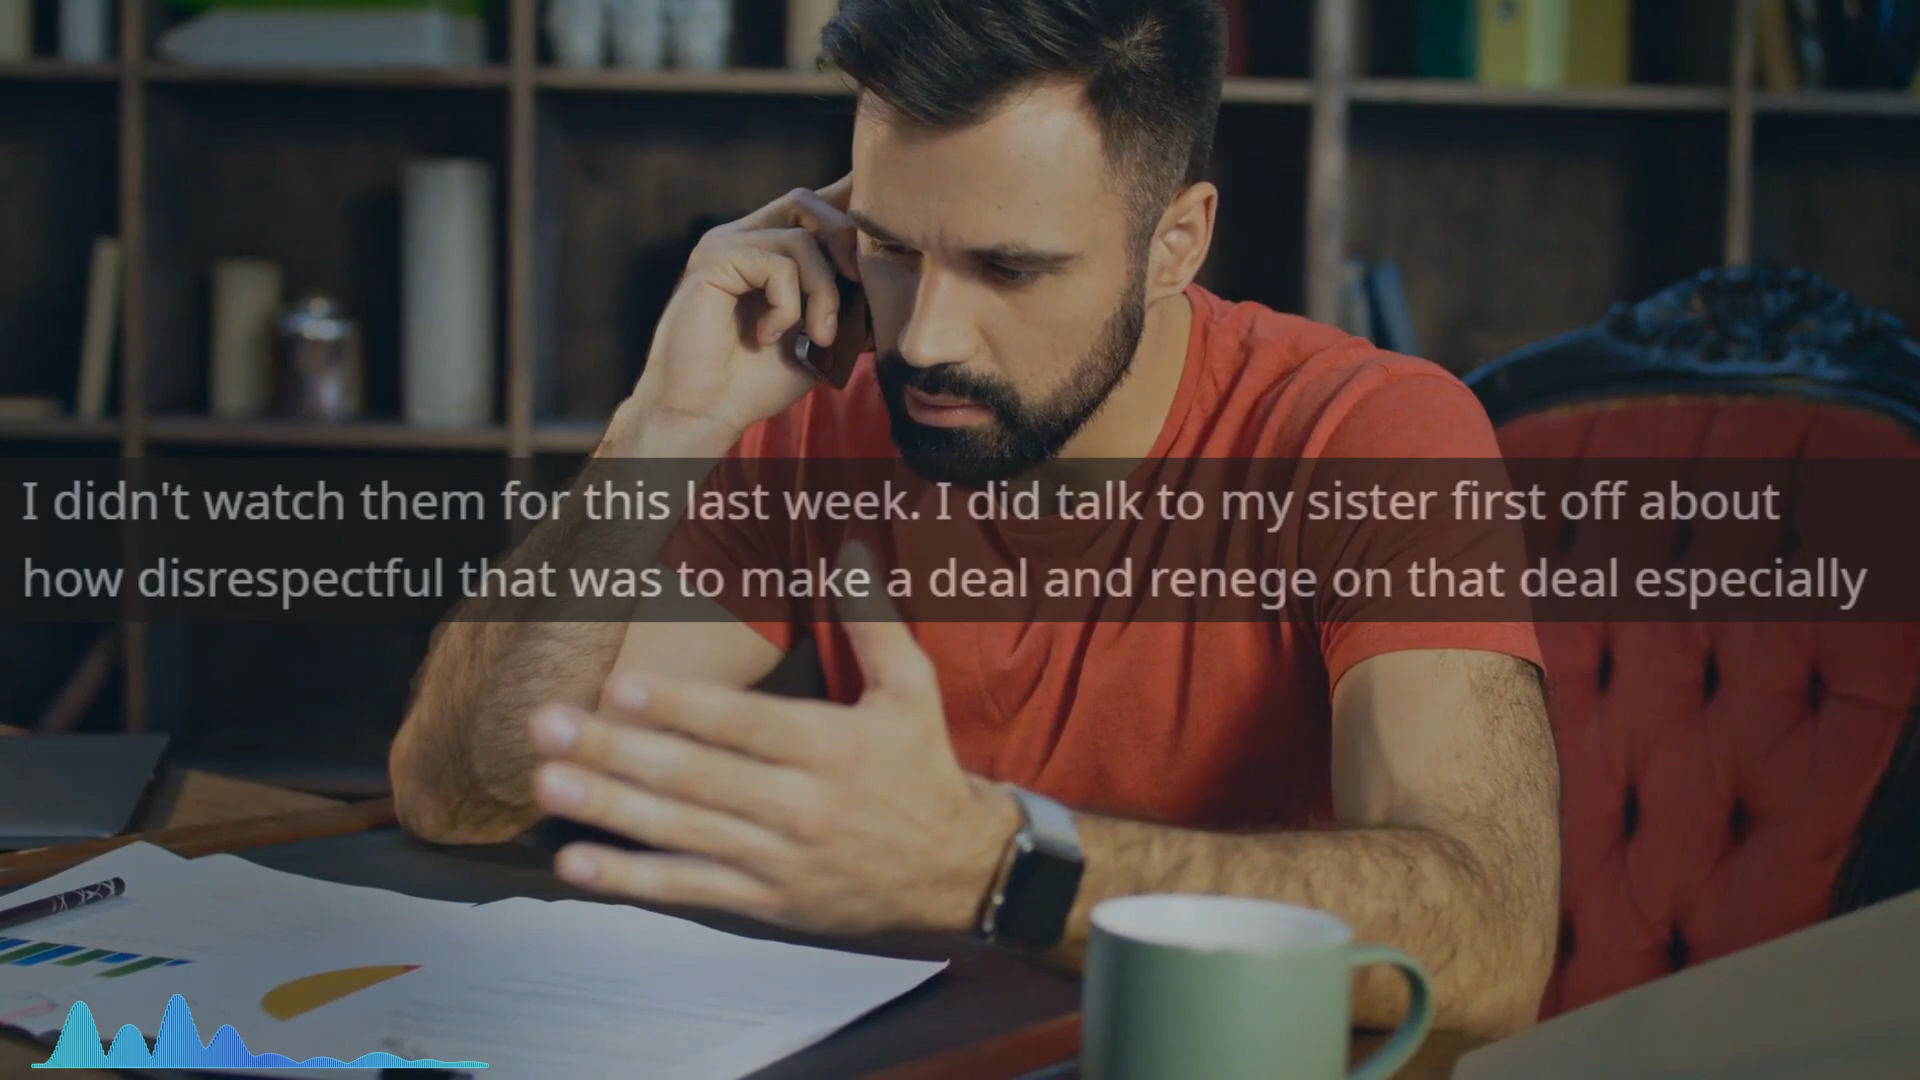 I didn't watch them for this last week. I did talk to my sister first off about
how disrespectful that was to make a deal and renege on that deal especially